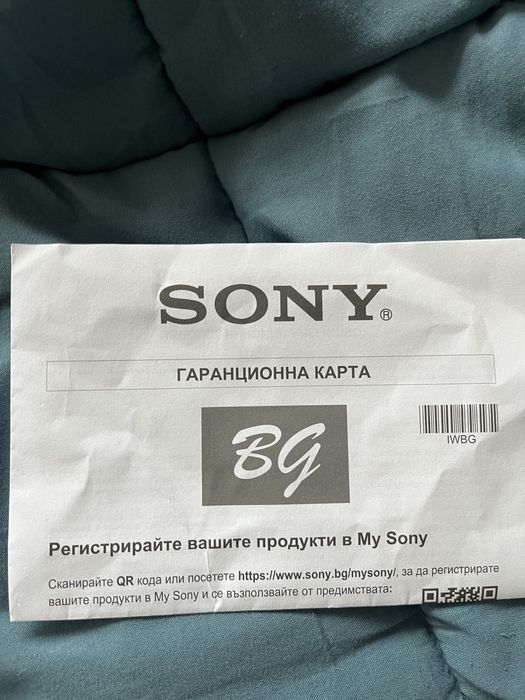 SONY®
ГАРАНЦИОННА КАРТА
BG
IWBG
Регистрирайте вашите продукти в My Sony
Сканирайте QR кода или посетете https://www.sony.bg/mysony/, за да регистрирате
вашите продукти в My Sony и се възползвайте от предимствата: